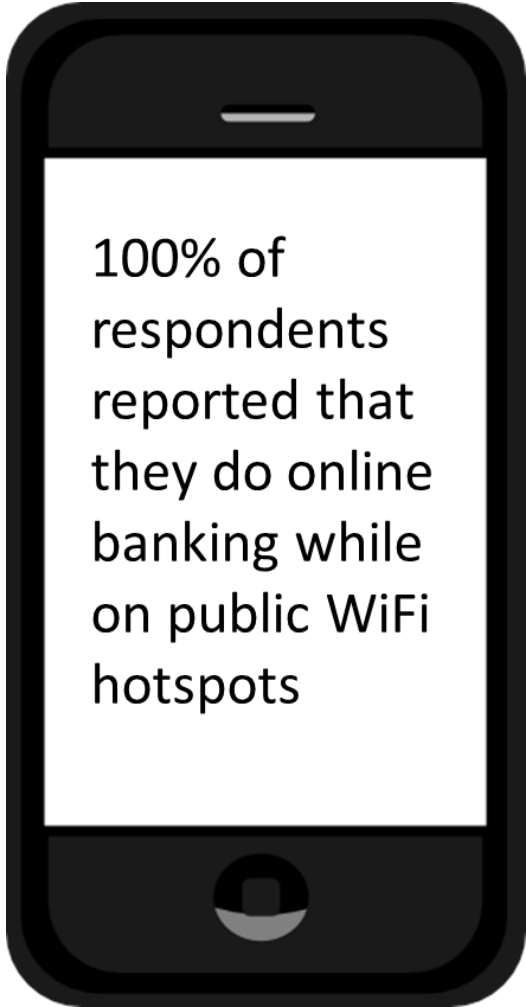 100% of
respondents
reported that
they do online
banking while
on public WiFi
hotspots